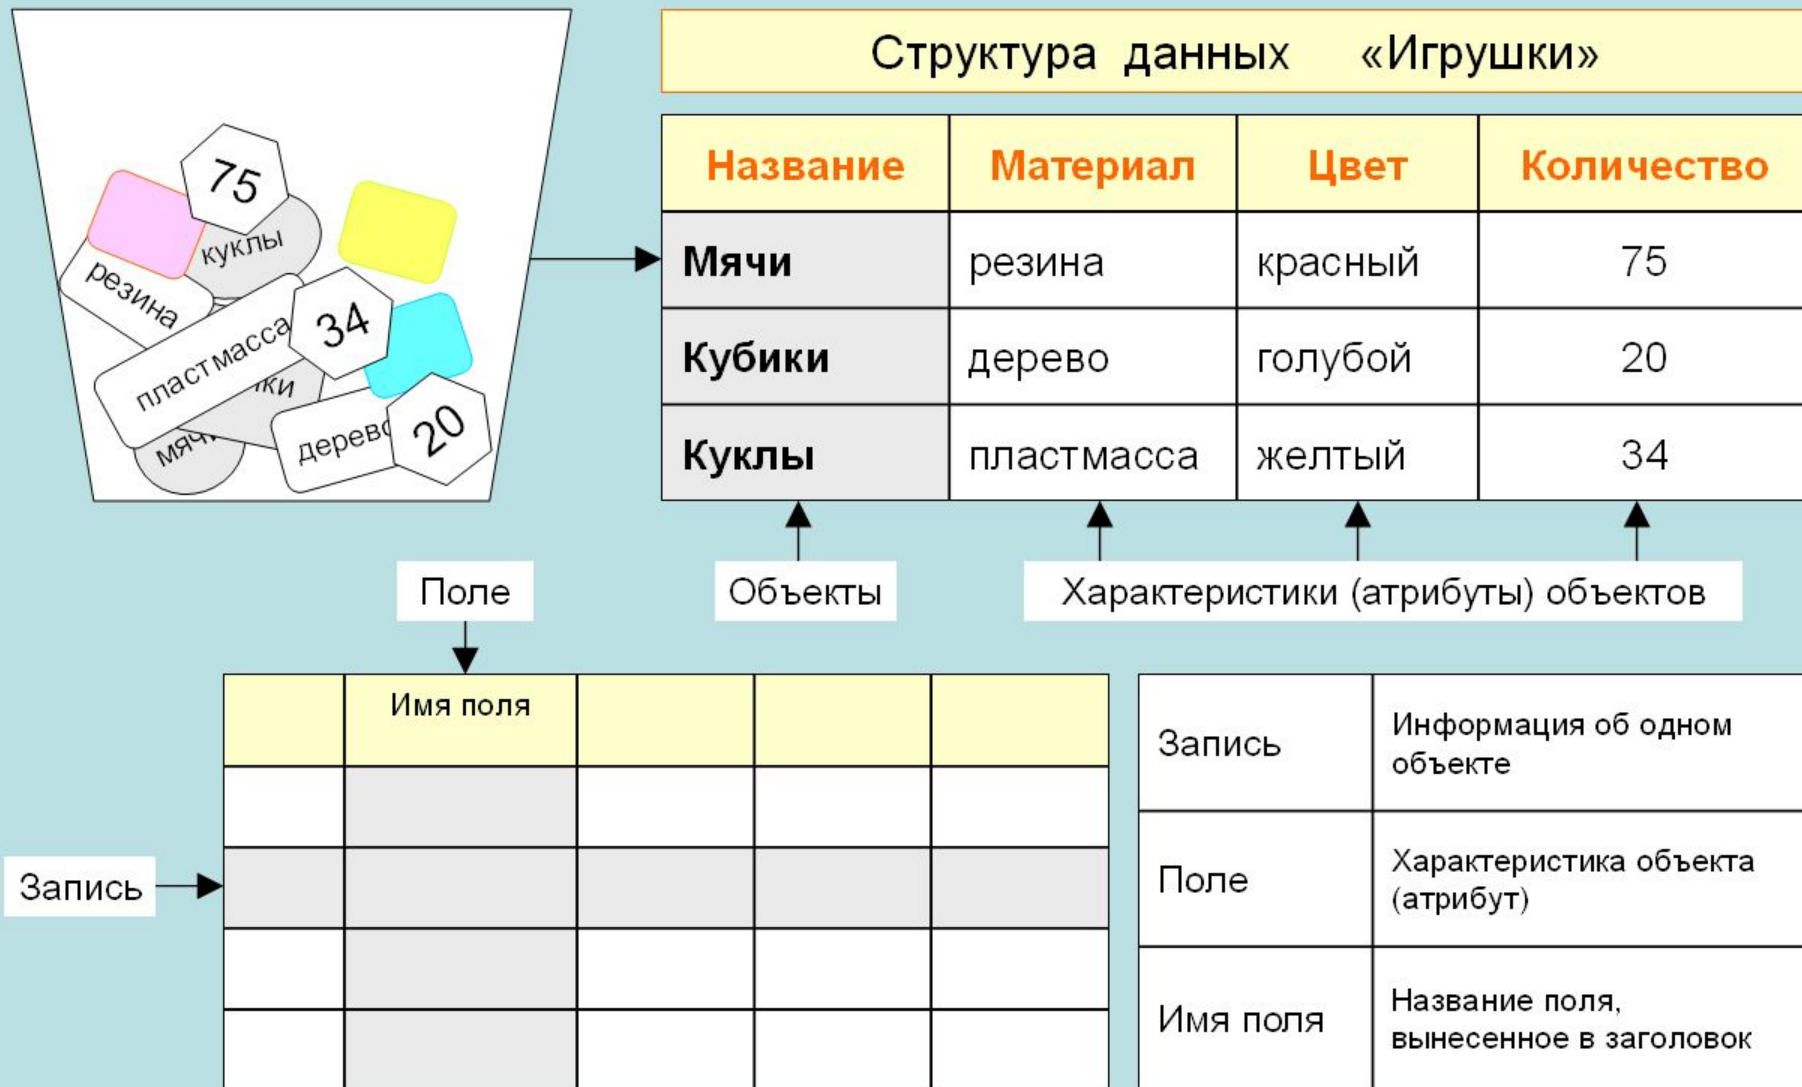 Структура данных «Игрушки»
75
куклы
резина
34
пластмасса
дерево
20
Название Материал Цвет Количество
Мячи резина красный 75
Кубики дерево голубой 20
Куклы пластмасса желтый 34
Поле
Объекты
Характеристики (атрибуты) объектов
Имя поля
Запись
Запись
Информация об одном
объекте
Поле
Характеристика объекта
(атрибут)
Имя поля
Название поля,
вынесенное в заголовок